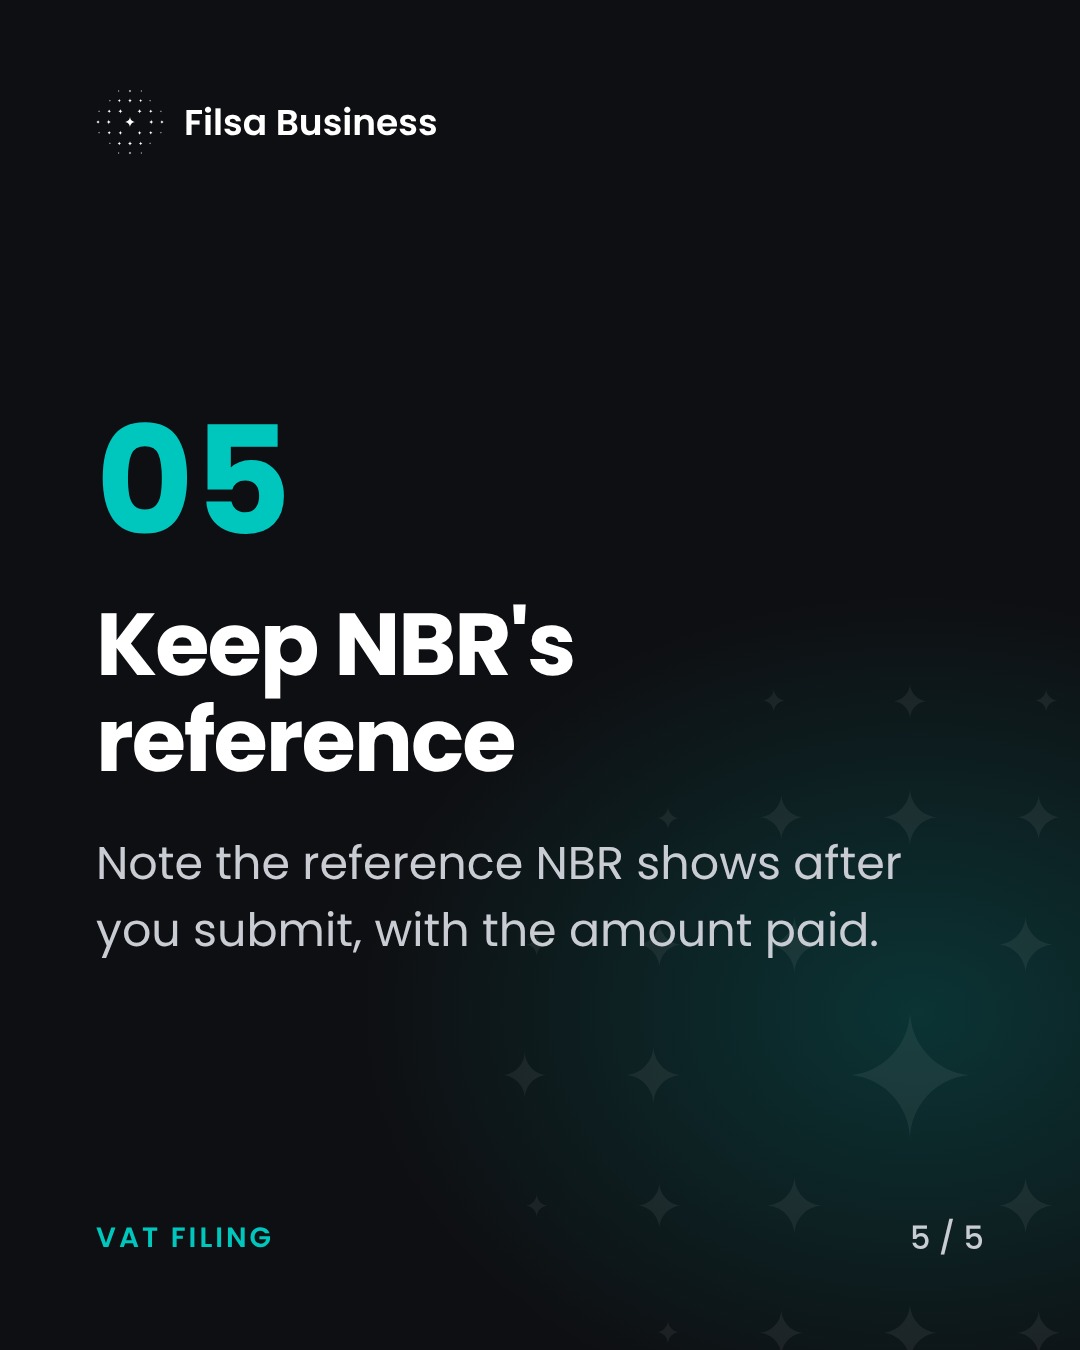 Filsa Business
05
Keep NBR's
reference
Note the reference NBR shows after
you submit, with the amount paid.
VAT FILING
5 / 5